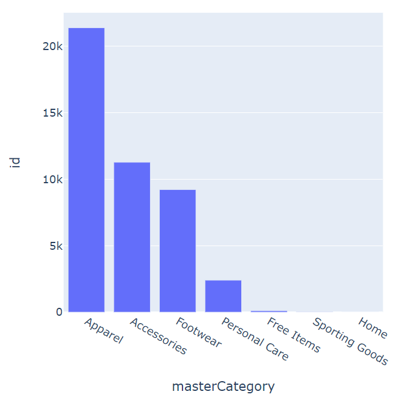 20k
15k
10k
5k
0
id
Apparel
Accessories
Footwear
Personal Care
Free Items
Sporting Goods
Home
masterCategory